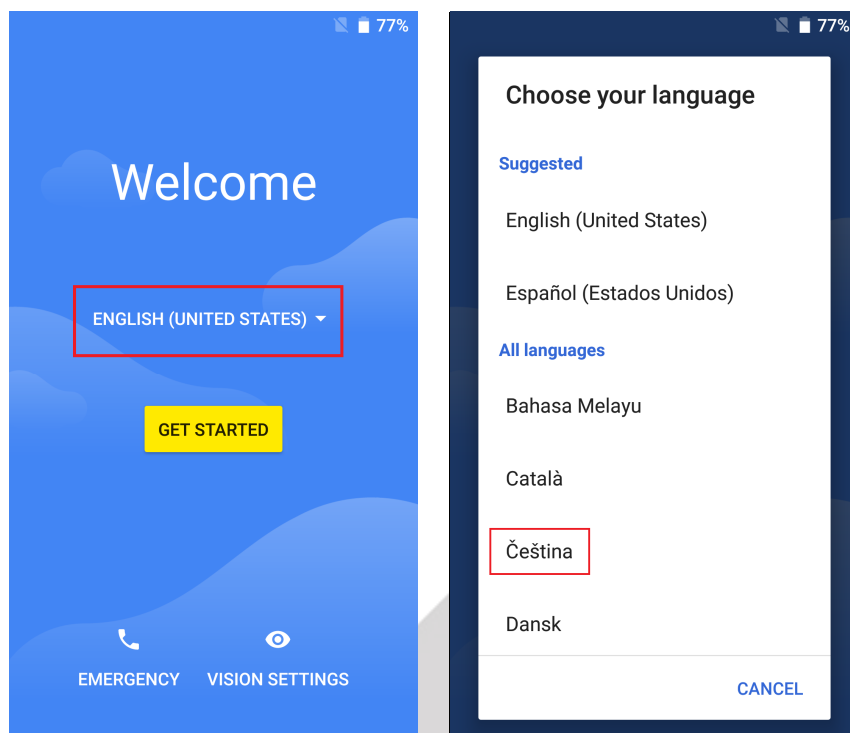 77%
Welcome
ENGLISH (UNITED STATES)
GET STARTED
EMERGENCY
VISION SETTINGS
77%
Choose your language
Suggested
English (United States)
Español (Estados Unidos)
All languages
Bahasa Melayu
Català
Čeština
Dansk
CANCEL